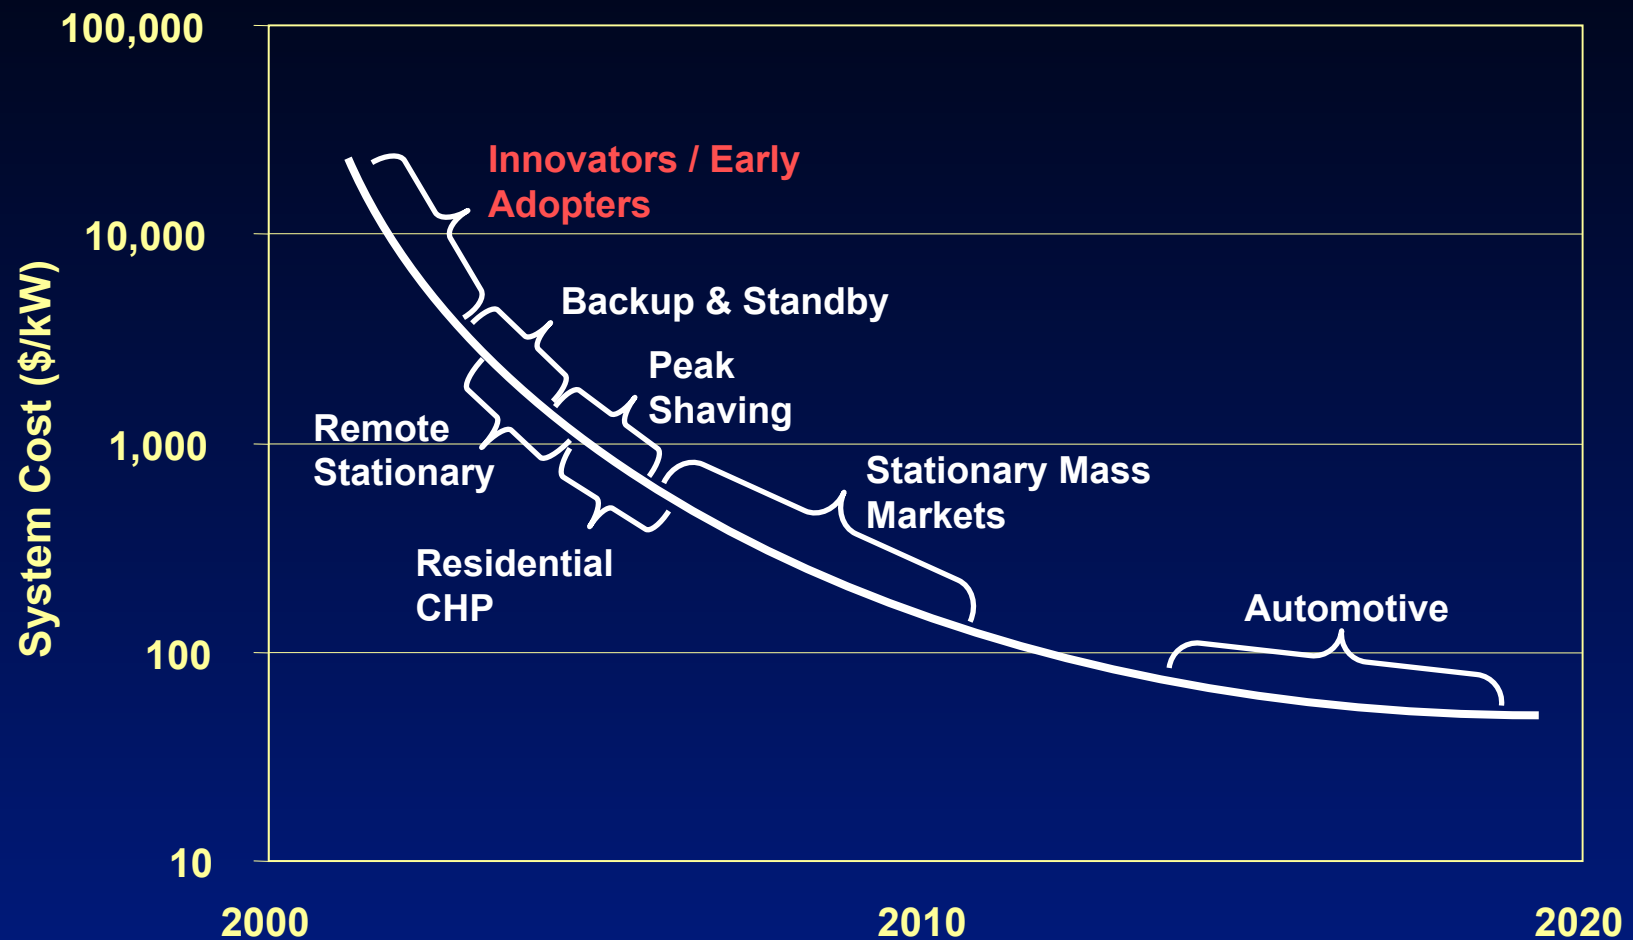 100,000
Innovators / Early
Adopters
10,000
Backup & Standby
Peak
Shaving
System Cost ($/kW)
Remote
Stationary
1,000
Stationary Mass
Markets
Residential
CHP
Automotive
100
10
2000
2010
2020